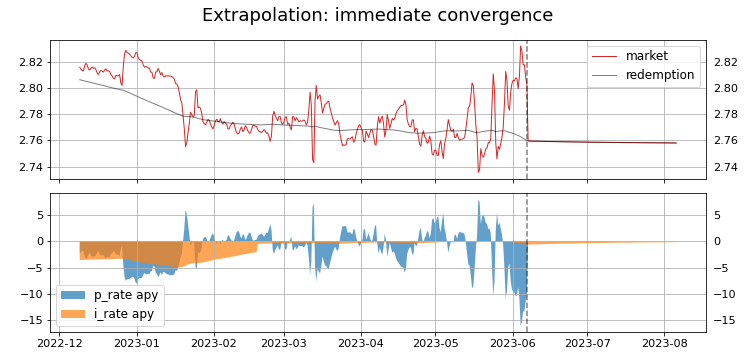 Extrapolation: immediate convergence
2.82 2.82
2.80 2.80
2.78 2.78
2.76 2.76
2.74 2.74
market
redemption
5 5
0 0
−5 −5
−10 −10
−15 −15
p_rate apy
i_rate apy
2022-12 2023-01 2023-02 2023-03 2023-04 2023-05 2023-06 2023-07 2023-08